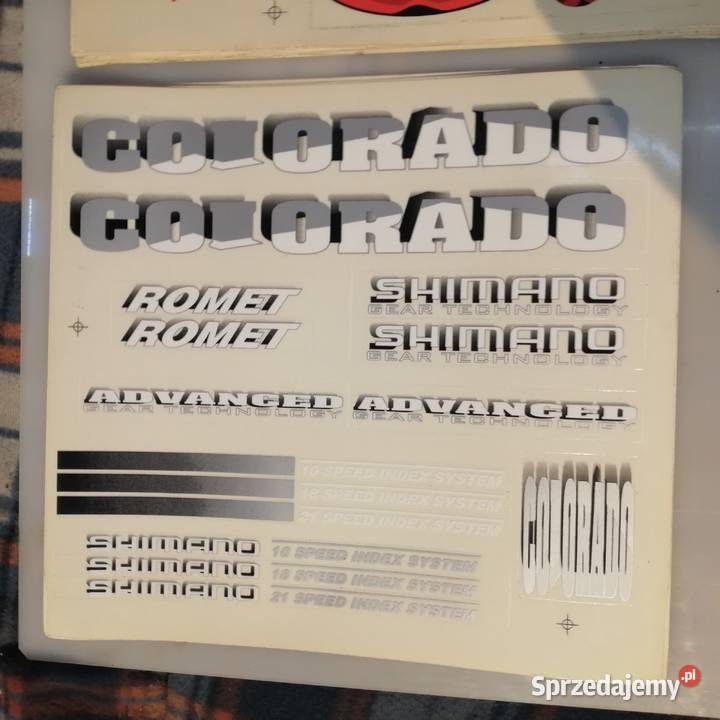 COLORADO
COLORADO
ROMET
ROMET
SHIMANO
GEAR TECHNOLOGY
SHIMANO
GEAR TECHNOLOGY
ADVANCED
GEAR TECHNOLOGY
ADVANCED
GEAR TECHNOLOGY
10 SPEED INDEX SYSTEM
18 SPEED INDEX SYSTEM
21 SPEED INDEX SYSTEM
COLORADO
SHIMANO
SHIMANO
SHIMANO
10 SPEED INDEX SYSTEM
18 SPEED INDEX SYSTEM
21 SPEED INDEX SYSTEM
Sprzedajemy.pl